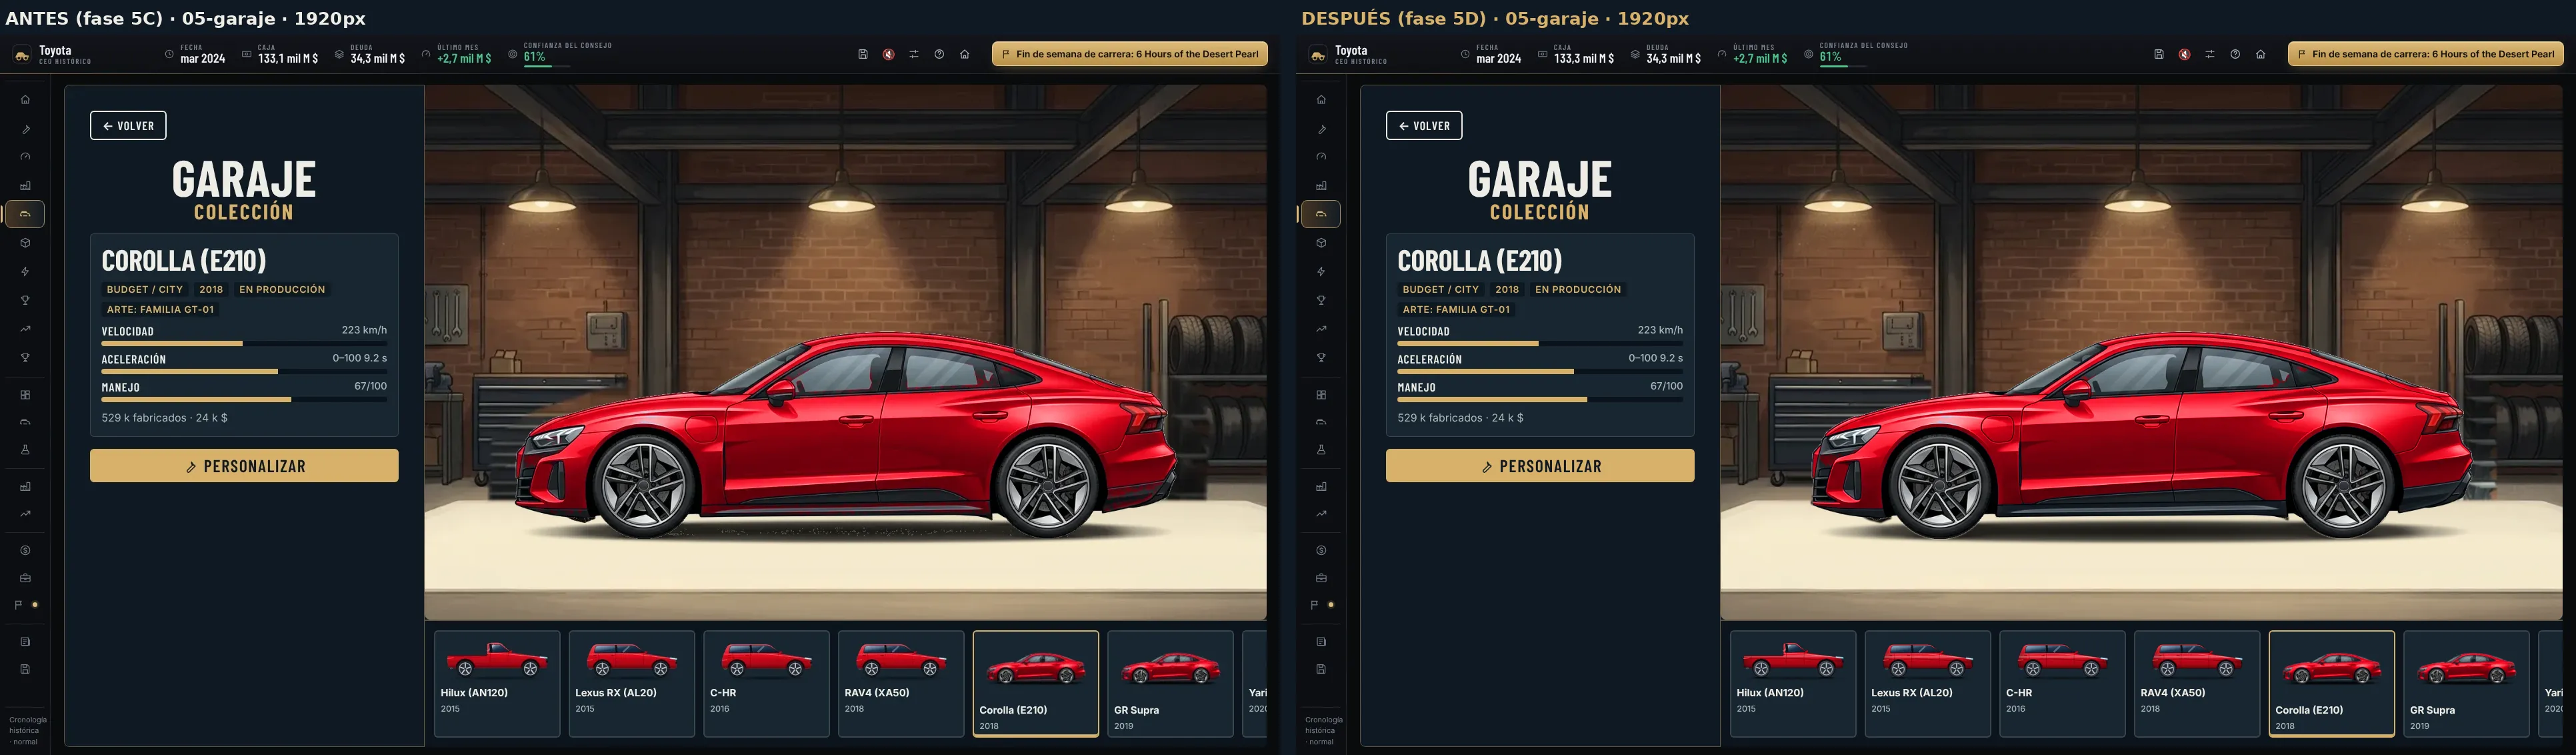 ANTES (fase 5C) · 05-garaje · 1920px
Toyota
CEO HISTÓRICO
FECHA
mar 2024
CAJA
133,1 mil M $
DEUDA
34,3 mil M $
ÚLTIMO MES
+2,7 mil M $
CONFIANZA DEL CONSEJO
61%
Fin de semana de carrera: 6 Hours of the Desert Pearl
← VOLVER
GARAJE
COLECCIÓN
COROLLA (E210)
BUDGET / CITY
2018
EN PRODUCCIÓN
ARTE: FAMILIA GT-01
VELOCIDAD
223 km/h
ACELERACIÓN
0–100 9.2 s
MANEJO
67/100
529 k fabricados · 24 k $
PERSONALIZAR
Hilux (AN120)
2015
Lexus RX (AL20)
2015
C-HR
2016
RAV4 (XA50)
2018
Corolla (E210)
2018
GR Supra
2019
Yari
202
Cronología
histórica
· normal
DESPUÉS (fase 5D) · 05-garaje · 1920px
Toyota
CEO HISTÓRICO
FECHA
mar 2024
CAJA
133,3 mil M $
DEUDA
34,3 mil M $
ÚLTIMO MES
+2,7 mil M $
CONFIANZA DEL CONSEJO
61%
Fin de semana de carrera: 6 Hours of the Desert Pearl
← VOLVER
GARAJE
COLECCIÓN
COROLLA (E210)
BUDGET / CITY
2018
EN PRODUCCIÓN
ARTE: FAMILIA GT-01
VELOCIDAD
223 km/h
ACELERACIÓN
0–100 9.2 s
MANEJO
67/100
529 k fabricados · 24 k $
PERSONALIZAR
Hilux (AN120)
2015
Lexus RX (AL20)
2015
C-HR
2016
RAV4 (XA50)
2018
Corolla (E210)
2018
GR Supra
2019
Yari
202
Cronología
histórica
· normal